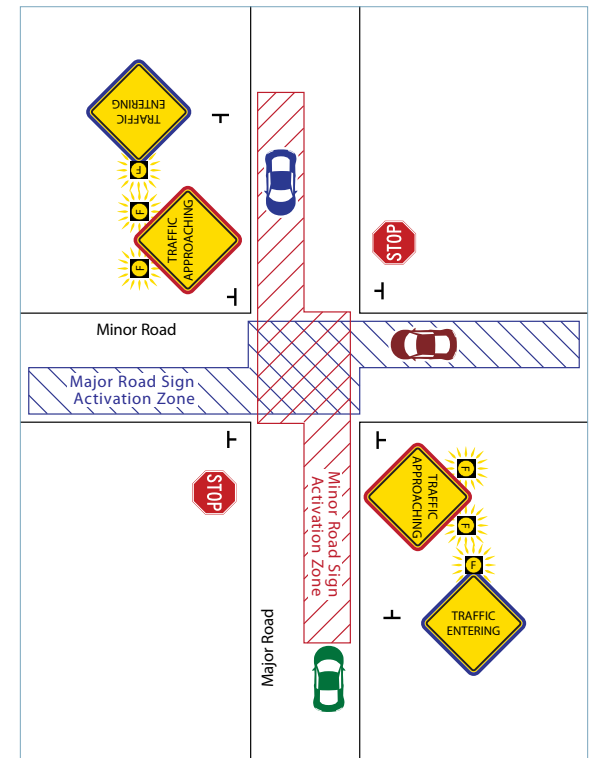 TRAFFIC
ENTERING
F
F
F
TRAFFIC
APPROACHING
STOP
Minor Road
Major Road Sign
Activation Zone
Minor Road Sign
Activation Zone
STOP
TRAFFIC
APPROACHING
F
F
F
TRAFFIC
ENTERING
Major Road